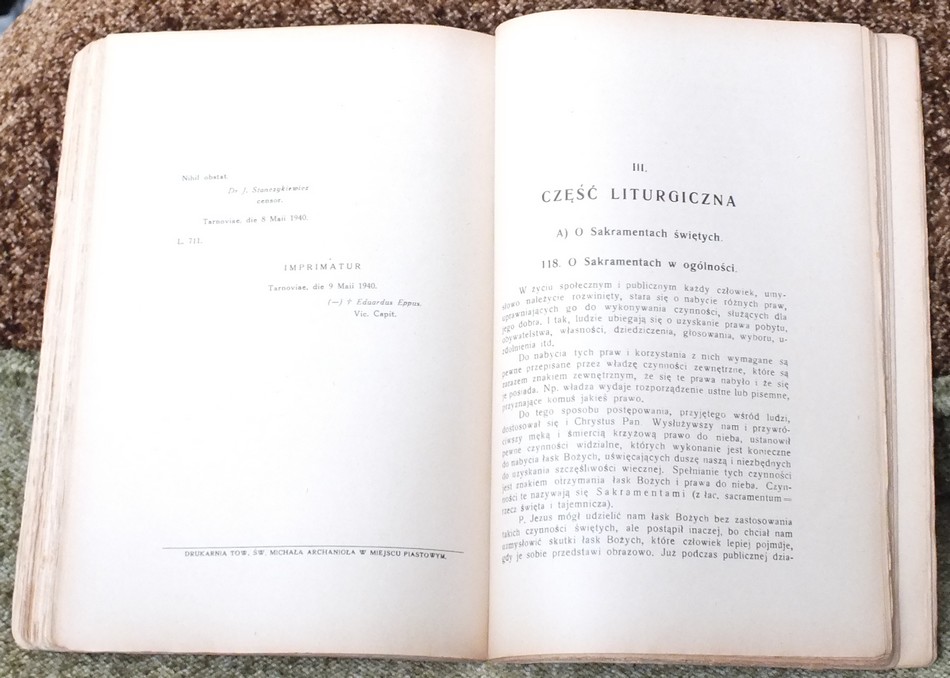 Nihil obstat.
Dr J. Stanrzykiewicz
censor.
Tarnoviae, die 8 Maii 1940.
L. 711.
IMPRIMATUR
Tarnoviae, die 9 Maii 1940.
(—) † Eduardus Eppus.
Vic. Capit.
DRUKARNIA TOW. ŚW. MICHAŁA ARCHANIOŁA W MIEJSCU PIASTOWYM.
III.
CZĘŚĆ LITURGICZNA
A) O Sakramentach świętych.
118. O Sakramentach w ogólności.
W życiu społecznym i publicznym każdy człowiek, umy-
słowo należycie rozwinięty, stara się o nabycie różnych praw,
uprawniających go do wykonywania czynności, służących dla
jego dobra. I tak, ludzie ubiegają się o uzyskanie prawa pobytu,
obywatelstwa, własności, dziedziczenia, głosowania, wyboru, u-
zdolnienia itd.
Do nabycia tych praw i korzystania z nich wymagane są
pewne przepisane przez władzę czynności zewnętrzne, które są
zarazem znakiem zewnętrznym, że się te prawa nabyło i że się
je posiada. Np. władza wydaje rozporządzenie ustne lub pisemne,
przyznające komuś jakieś prawo.
Do tego sposobu postępowania, przyjętego wśród ludzi,
dostosował się i Chrystus Pan. Wysłużywszy nam i przywró-
ciwszy męką i śmiercią krzyżową prawo do nieba, ustanowił
pewne czynności widzialne, których wykonanie jest konieczne
do nabycia łask Bożych, uświęcających duszę naszą i niezbędnych
do uzyskania szczęśliwości wiecznej. Spełnianie tych czynności
jest znakiem otrzymania łask Bożych i prawa do nieba. Czyn-
ności te nazywają się Sakramentami (z łac. sacramentum=
rzecz święta i tajemnicza).
P. Jezus mógł udzielić nam łask Bożych bez zastosowania
takich czynności świętych, ale postąpił inaczej, bo chciał nam
uzmysłowić skutki łask Bożych, które człowiek lepiej pojmuje,
gdy je sobie przedstawi obrazowo. Już podczas publicznej dzia-